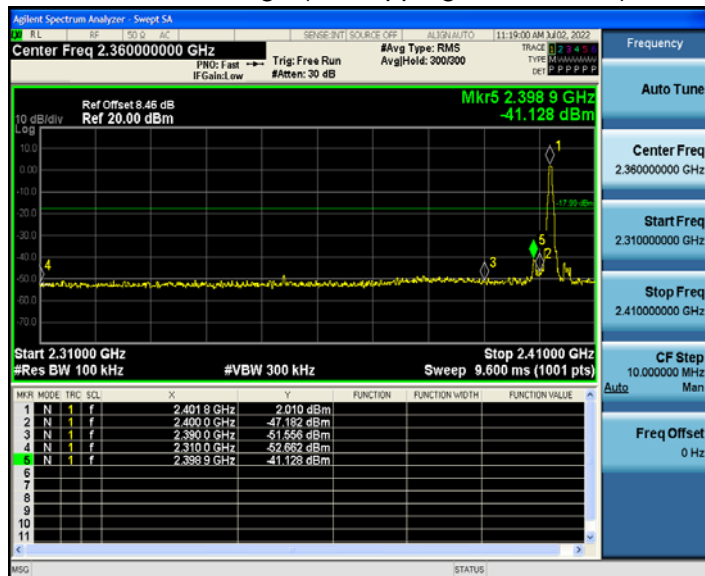 Agilent Spectrum Analyzer - Swept SA
RL RF 50 Ω AC SENSE:INT SOURCE OFF ALIGNAUTO 11:19:00 AM Jul 02, 2022
Center Freq 2.360000000 GHz
#Avg Type: RMS
TRACE 1 2 3 4 5 6
PNO: Fast
Trig: Free Run
Avg|Hold: 300/300
TYPE M
IFGain:Low
#Atten: 30 dB
DET P P P P P P
Ref Offset 8.46 dB
Mkr5 2.398 9 GHz
10 dB/div
Ref 20.00 dBm
-41.128 dBm
Log
10.0
1
0.00
-10.0
-17.99 dBm
-20.0
-30.0
5
-40.0
4
2
3
-50.0
-60.0
-70.0
Start 2.31000 GHz
Stop 2.41000 GHz
#Res BW 100 kHz
#VBW 300 kHz
Sweep 9.600 ms (1001 pts)
MKR MODE TRC SCL X Y FUNCTION FUNCTION WIDTH FUNCTION VALUE
1 N 1 f 2.401 8 GHz 2.010 dBm
2 N 1 f 2.400 0 GHz -47.182 dBm
3 N 1 f 2.390 0 GHz -51.556 dBm
4 N 1 f 2.310 0 GHz -52.662 dBm
5 N 1 f 2.398 9 GHz -41.128 dBm
6
7
8
9
10
11
MSG
STATUS
Frequency
Auto Tune
Center Freq
2.360000000 GHz
Start Freq
2.310000000 GHz
Stop Freq
2.410000000 GHz
CF Step
10.000000 MHz
Auto Man
Freq Offset
0 Hz